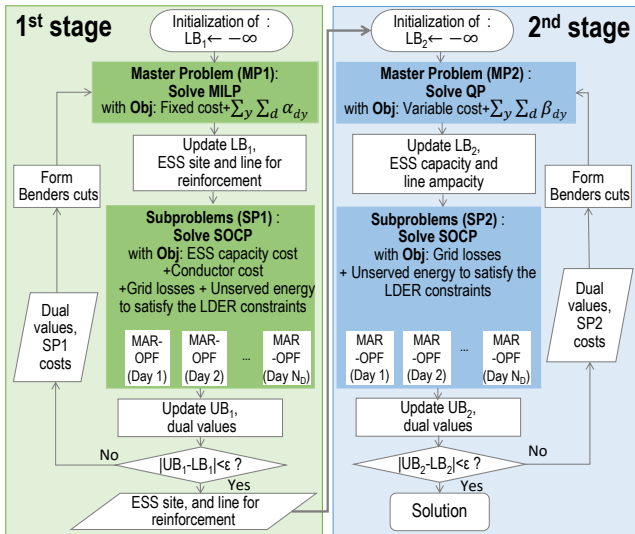 1st stage
Initialization of :
LB₁← −∞
Master Problem (MP1):
Solve MILP
with Obj: Fixed cost+∑y ∑d αdy
Update LB₁,
ESS site and line for
reinforcement
Form
Benders cuts
Subproblems (SP1) :
Solve SOCP
with Obj: ESS capacity cost
+Conductor cost
+Grid losses + Unserved energy
to satisfy the LDER constraints
MAR-
OPF
(Day 1)
MAR-
OPF
(Day 2)
...
MAR
-OPF
(Day N_D)
Dual
values,
SP1
costs
Update UB₁,
dual values
No
|UB₁-LB₁|<ε ?
Yes
ESS site, and line for
reinforcement
2nd stage
Initialization of :
LB₂← −∞
Master Problem (MP2):
Solve QP
with Obj: Variable cost+∑y ∑d βdy
Update LB₂,
ESS capacity and
line ampacity
Form
Benders cuts
Subproblems (SP2) :
Solve SOCP
with Obj: Grid losses
+ Unserved energy to satisfy the
LDER constraints
MAR-
OPF
(Day 1)
MAR-
OPF
(Day 2)
...
MAR
-OPF
(Day N_D)
Dual
values,
SP2
costs
Update UB₂,
dual values
No
|UB₂-LB₂|<ε ?
Yes
Solution